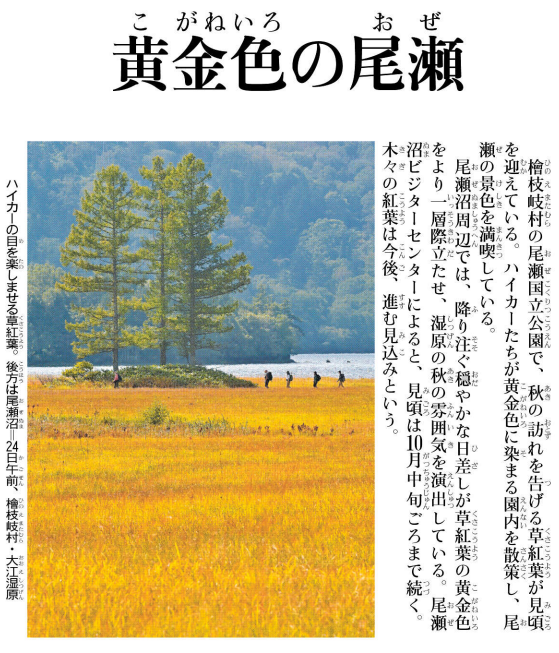 こがねいろ おぜ
黄金色の尾瀬
檜枝岐村の尾瀬国立公園で、秋の訪れを告げる草紅葉が見頃
を迎えている。ハイカーたちが黄金色に染まる園内を散策し、尾
瀬の景色を満喫している。
尾瀬沼周辺では、降り注ぐ穏やかな日差しが草紅葉の黄金色
をより一層際立たせ、湿原の秋の雰囲気を演出している。尾瀬
沼ビジターセンターによると、見頃は10月中旬ごろまで続く。
木々の紅葉は今後、進む見込みという。
ハイカーの目を楽しませる草紅葉。後方は尾瀬沼＝24日午前、檜枝岐村・大江湿原